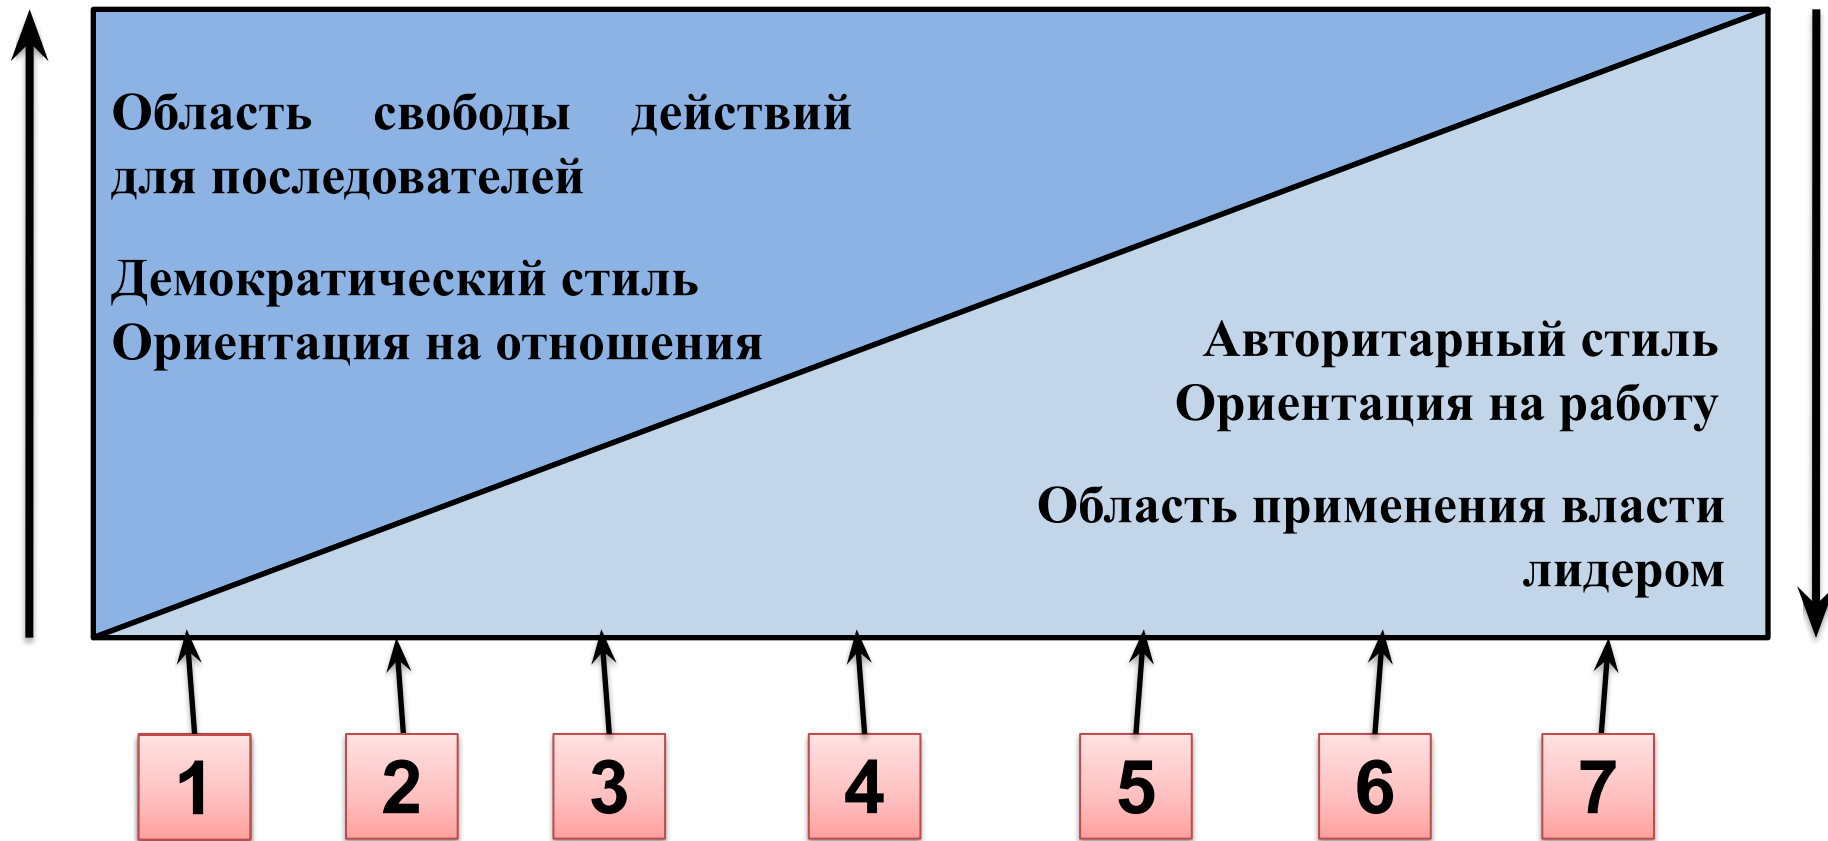 Область свободы действий
для последователей
Демократический стиль
Ориентация на отношения
Авторитарный стиль
Ориентация на работу
Область применения власти
лидером
1 2 3 4 5 6 7